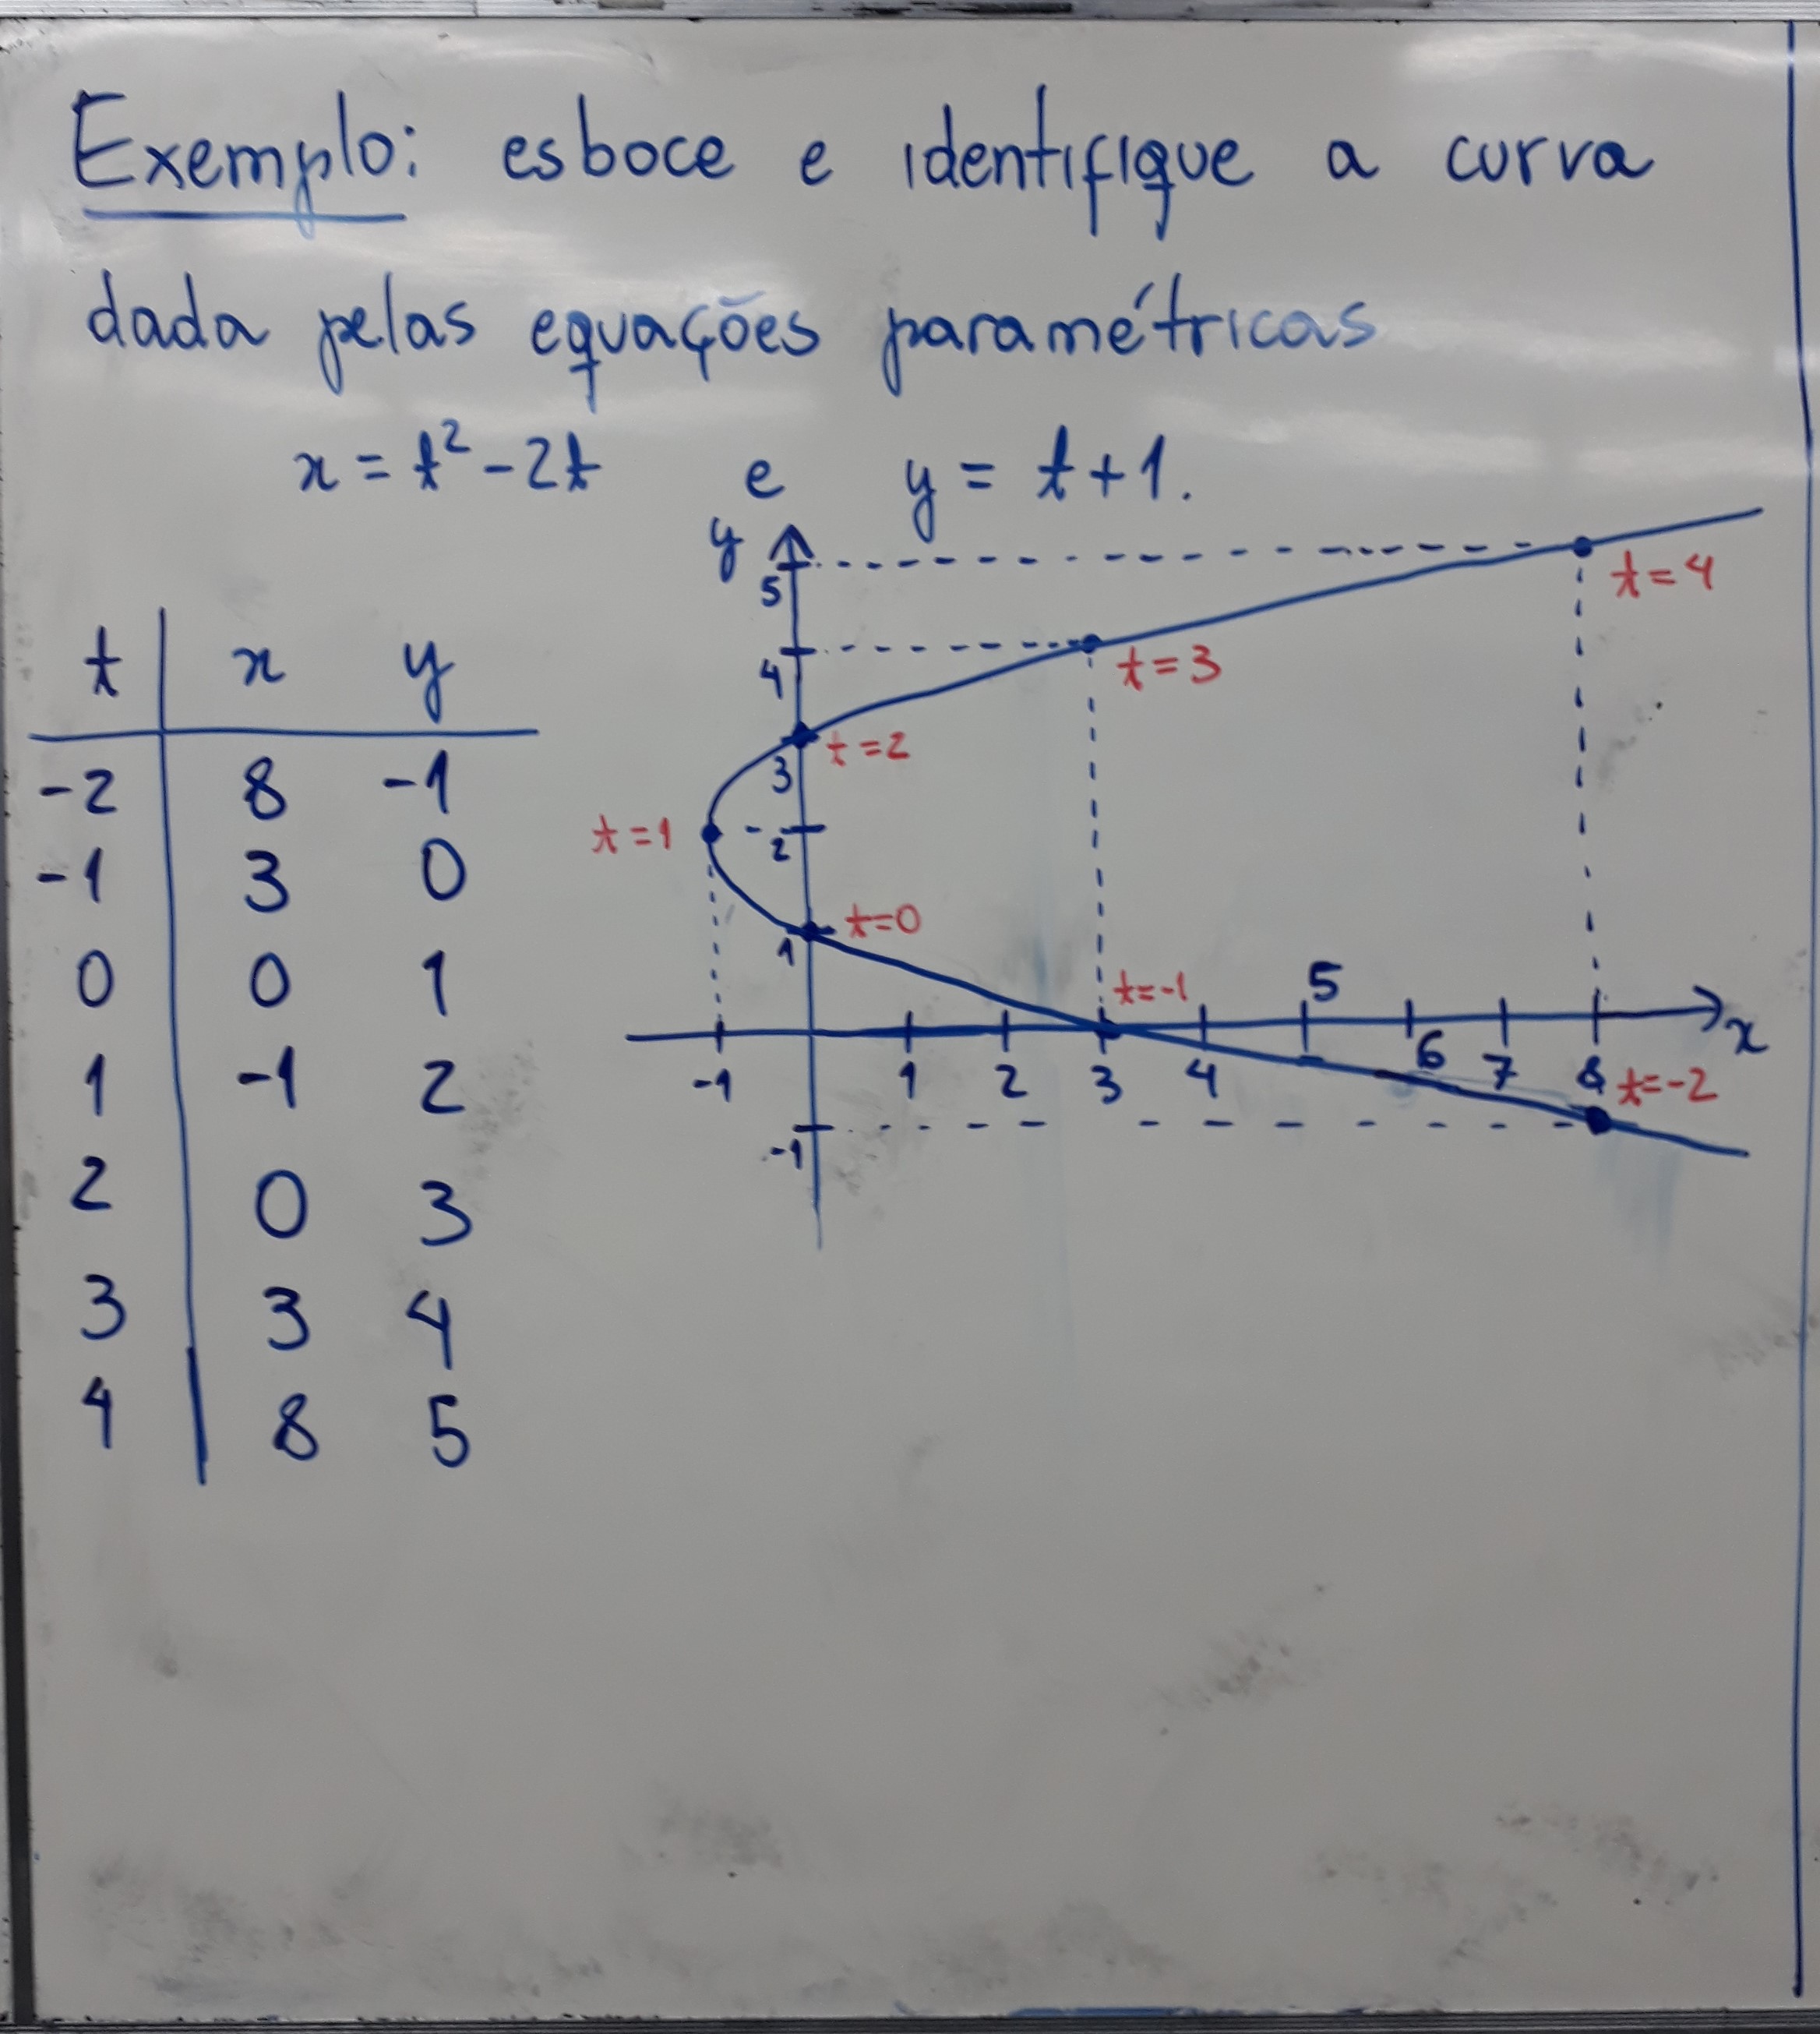 Exemplo: esboce e identifique a curva
dada pelas equações paramétricas
x = t² - 2t e y = t + 1.
t x y
-2 8 -1
-1 3 0
0 0 1
1 -1 2
2 0 3
3 3 4
4 8 5
y
5
t=4
4
t=3
3
t=2
t=1
2
1
t=0
t=-1
5
x
-1 1 2 3 4 6 7 8
t=-2
-1